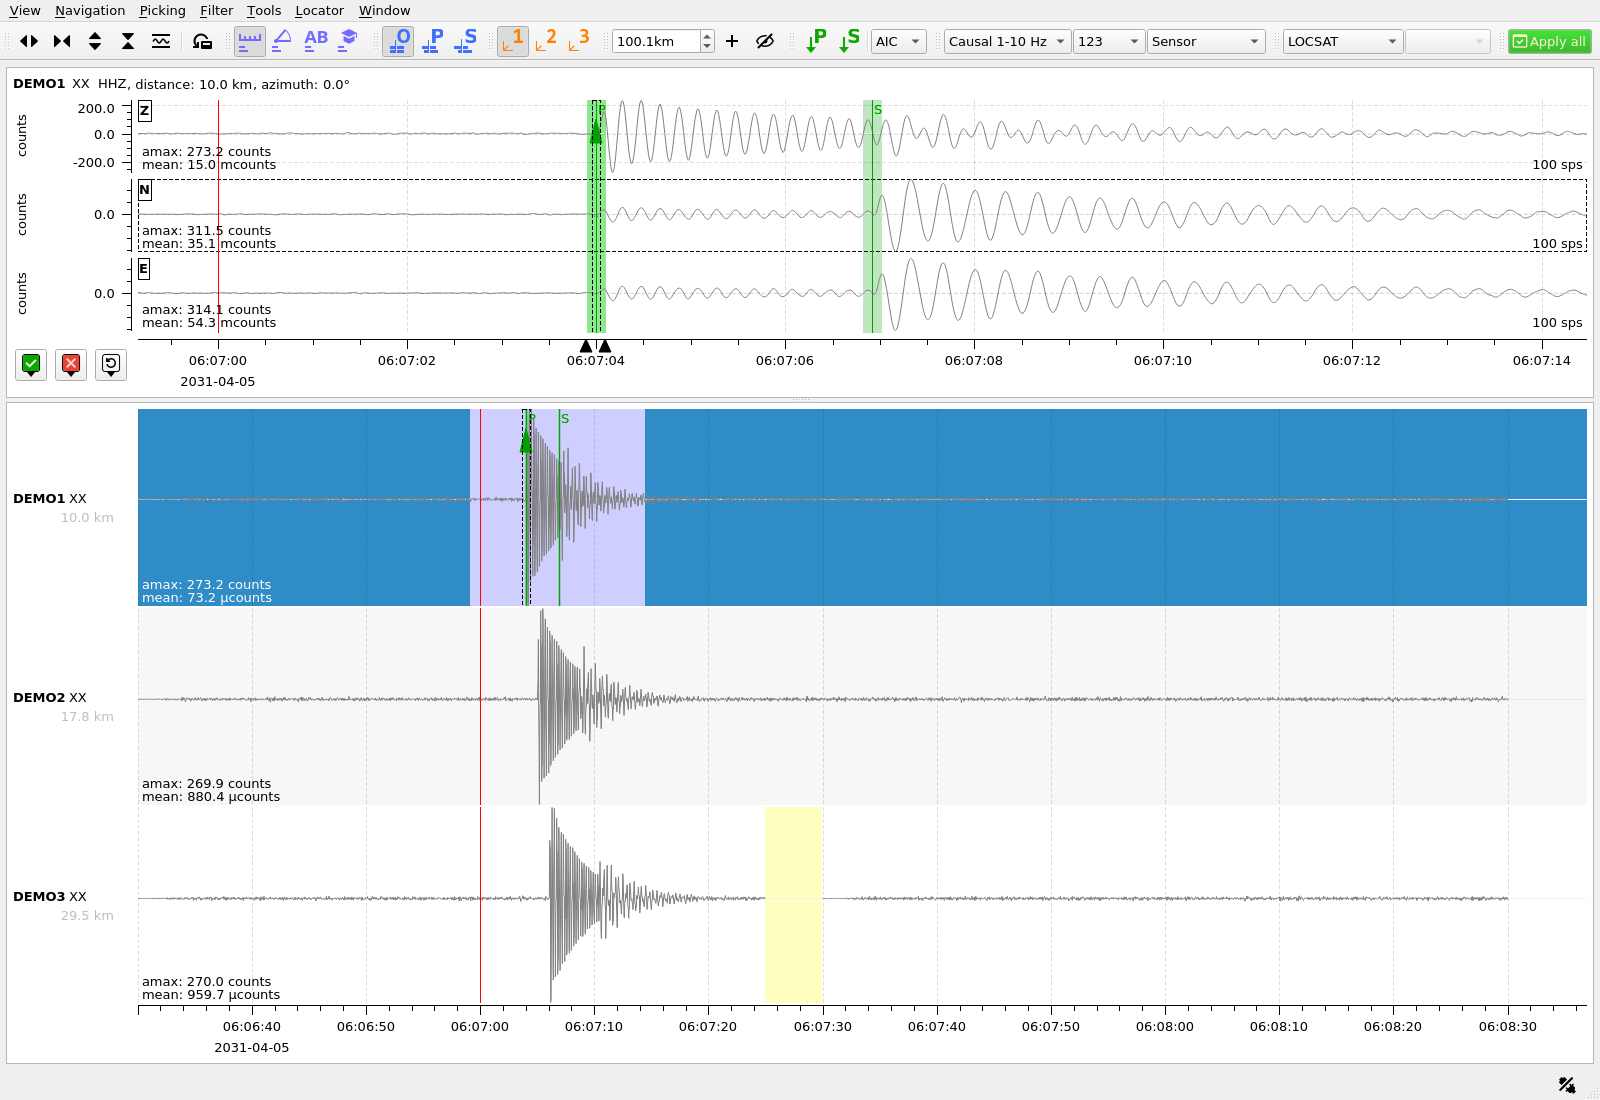 View Navigation Picking Filter Tools Locator Window
AB O P S 1 2 3 100.1km P S AIC Causal 1-10 Hz 123 Sensor LOCSAT Apply all
DEMO1 XX HHZ, distance: 10.0 km, azimuth: 0.0°
counts
200.0
0.0
-200.0
Z
P
S
amax: 273.2 counts
mean: 15.0 mcounts
100 sps
counts
0.0
N
amax: 311.5 counts
mean: 35.1 mcounts
100 sps
counts
0.0
E
amax: 314.1 counts
mean: 54.3 mcounts
100 sps
06:07:00 06:07:02 06:07:04 06:07:06 06:07:08 06:07:10 06:07:12 06:07:14
2031-04-05
P S
DEMO1 XX
10.0 km
amax: 273.2 counts
mean: 73.2 µcounts
DEMO2 XX
17.8 km
amax: 269.9 counts
mean: 880.4 µcounts
DEMO3 XX
29.5 km
amax: 270.0 counts
mean: 959.7 µcounts
06:06:40 06:06:50 06:07:00 06:07:10 06:07:20 06:07:30 06:07:40 06:07:50 06:08:00 06:08:10 06:08:20 06:08:30
2031-04-05